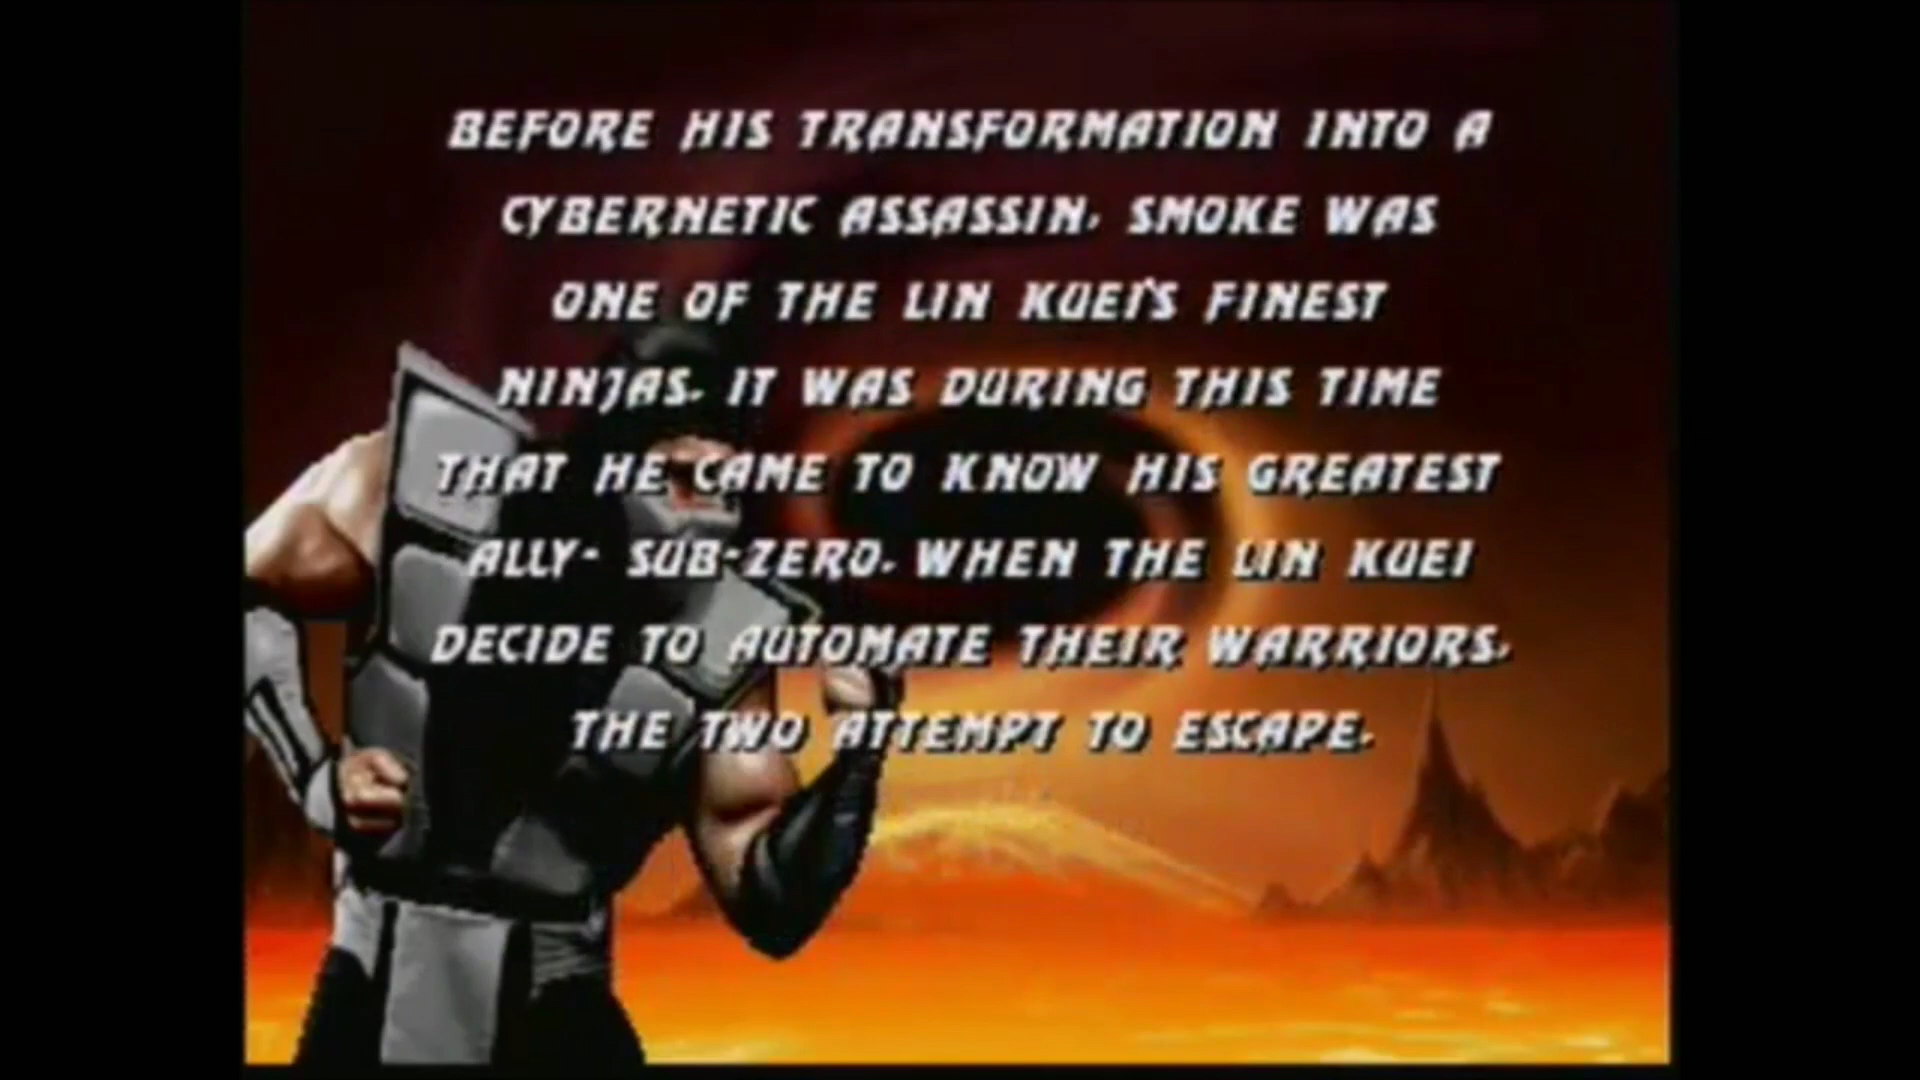 BEFORE HIS TRANSFORMATION INTO A
CYBERNETIC ASSASSIN, SMOKE WAS
ONE OF THE LIN KUEI'S FINEST
NINJAS. IT WAS DURING THIS TIME
THAT HE CAME TO KNOW HIS GREATEST
ALLY- SUB-ZERO. WHEN THE LIN KUEI
DECIDE TO AUTOMATE THEIR WARRIORS,
THE TWO ATTEMPT TO ESCAPE.